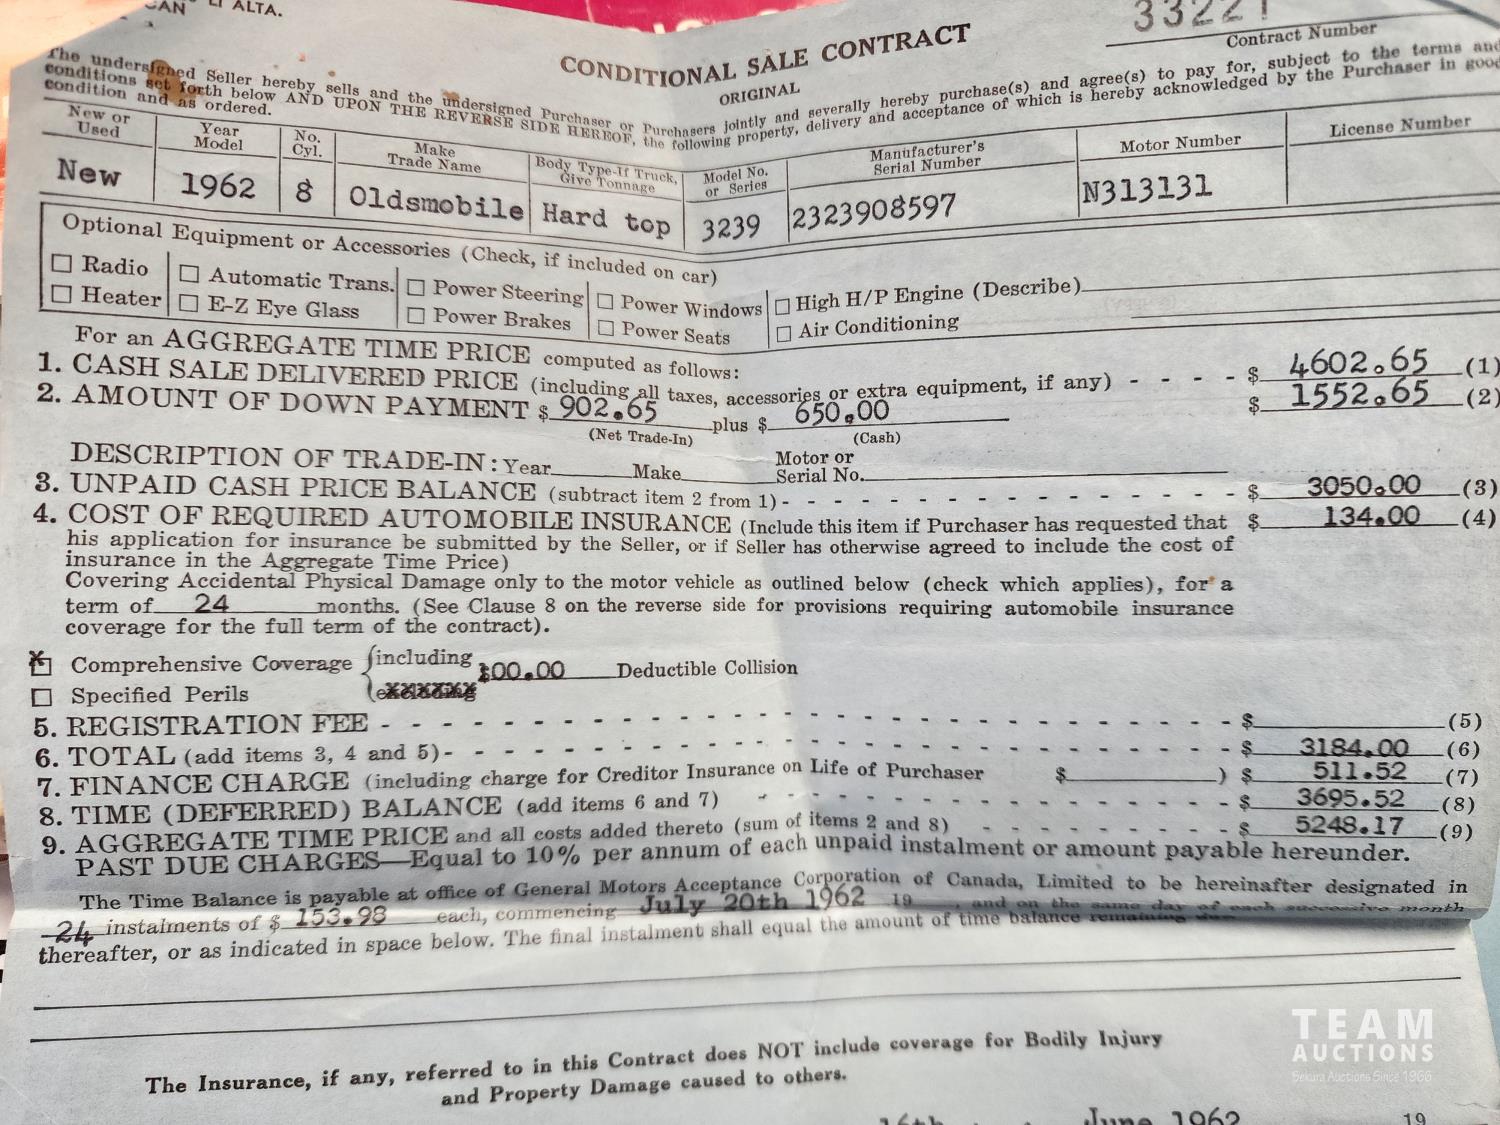 ALTA.
33221
Contract Number
CONDITIONAL SALE CONTRACT
ORIGINAL
The undersigned Seller hereby sells and the undersigned Purchaser or Purchasers jointly and severally hereby purchase(s) and agree(s) to pay for, subject to the terms and
conditions set forth below AND UPON THE REVERSE SIDE HEREOF, the following property, delivery and acceptance of which is hereby acknowledged by the Purchaser in good
condition and as ordered.
New or Used Year Model No. Cyl. Make Trade Name Body Type-If Truck, Give Tonnage Model No. or Series Manufacturer's Serial Number Motor Number License Number
New 1962 8 Oldsmobile Hard top 3239 2323908597 N313131
Optional Equipment or Accessories (Check, if included on car)
☐ Radio ☐ Automatic Trans. ☐ Power Steering ☐ Power Windows ☐ High H/P Engine (Describe)
☐ Heater ☐ E-Z Eye Glass ☐ Power Brakes ☐ Power Seats ☐ Air Conditioning
For an AGGREGATE TIME PRICE computed as follows:
1. CASH SALE DELIVERED PRICE (including all taxes, accessories or extra equipment, if any) - - - - $ 4602.65 (1)
2. AMOUNT OF DOWN PAYMENT $ 902.65 plus $ 650.00 $ 1552.65 (2)
(Net Trade-In) (Cash)
DESCRIPTION OF TRADE-IN: Year Make Motor or Serial No.
3. UNPAID CASH PRICE BALANCE (subtract item 2 from 1) - - - - - - - - - - - - - - $ 3050.00 (3)
4. COST OF REQUIRED AUTOMOBILE INSURANCE (Include this item if Purchaser has requested that $ 134.00 (4)
his application for insurance be submitted by the Seller, or if Seller has otherwise agreed to include the cost of
insurance in the Aggregate Time Price)
Covering Accidental Physical Damage only to the motor vehicle as outlined below (check which applies), for a
term of 24 months. (See Clause 8 on the reverse side for provisions requiring automobile insurance
coverage for the full term of the contract).
☒ Comprehensive Coverage {including $00.00 Deductible Collision
☐ Specified Perils
5. REGISTRATION FEE - - - - - - - - - - - - - - - - - - - - - - - $ (5)
6. TOTAL (add items 3, 4 and 5) - - - - - - - - - - - - - - - - - - - - - $ 3184.00 (6)
7. FINANCE CHARGE (including charge for Creditor Insurance on Life of Purchaser $ ) $ 511.52 (7)
8. TIME (DEFERRED) BALANCE (add items 6 and 7) - - - - - - - - - - - - - - $ 3695.52 (8)
9. AGGREGATE TIME PRICE and all costs added thereto (sum of items 2 and 8) - - - - - - - $ 5248.17 (9)
PAST DUE CHARGES—Equal to 10% per annum of each unpaid instalment or amount payable hereunder.
The Time Balance is payable at office of General Motors Acceptance Corporation of Canada, Limited to be hereinafter designated in
24 instalments of $ 153.98 each, commencing July 20th 1962 19 , and on the same day of each successive month
thereafter, or as indicated in space below. The final instalment shall equal the amount of time balance remaining due
The Insurance, if any, referred to in this Contract does NOT include coverage for Bodily Injury
and Property Damage caused to others.
16th June 1962 19
TEAM
AUCTIONS
Sekura Auctions Since 1966